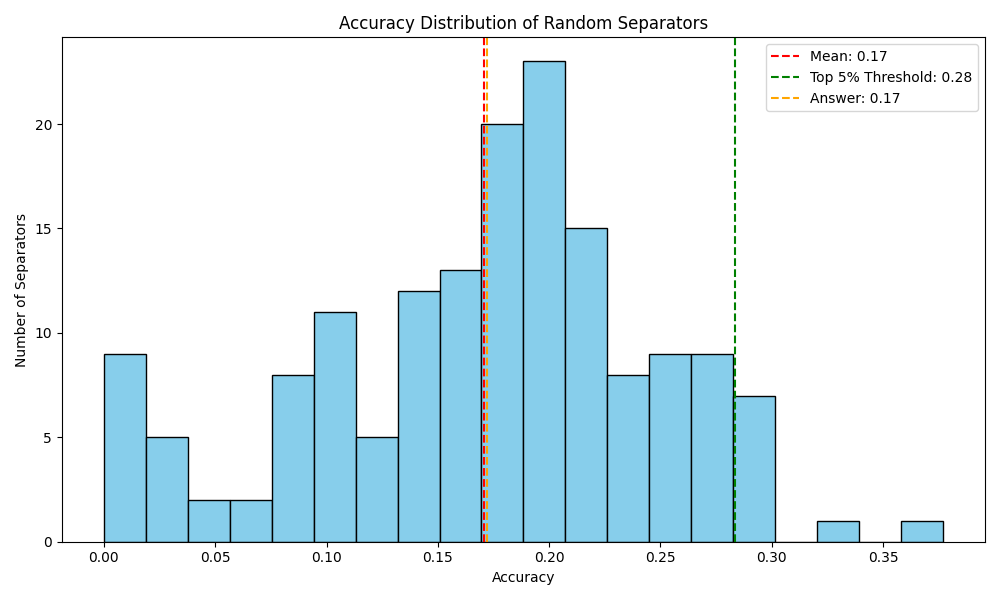 Accuracy Distribution of Random Separators
Mean: 0.17
Top 5% Threshold: 0.28
Answer: 0.17
Number of Separators
20
15
10
5
0
0.00 0.05 0.10 0.15 0.20 0.25 0.30 0.35
Accuracy